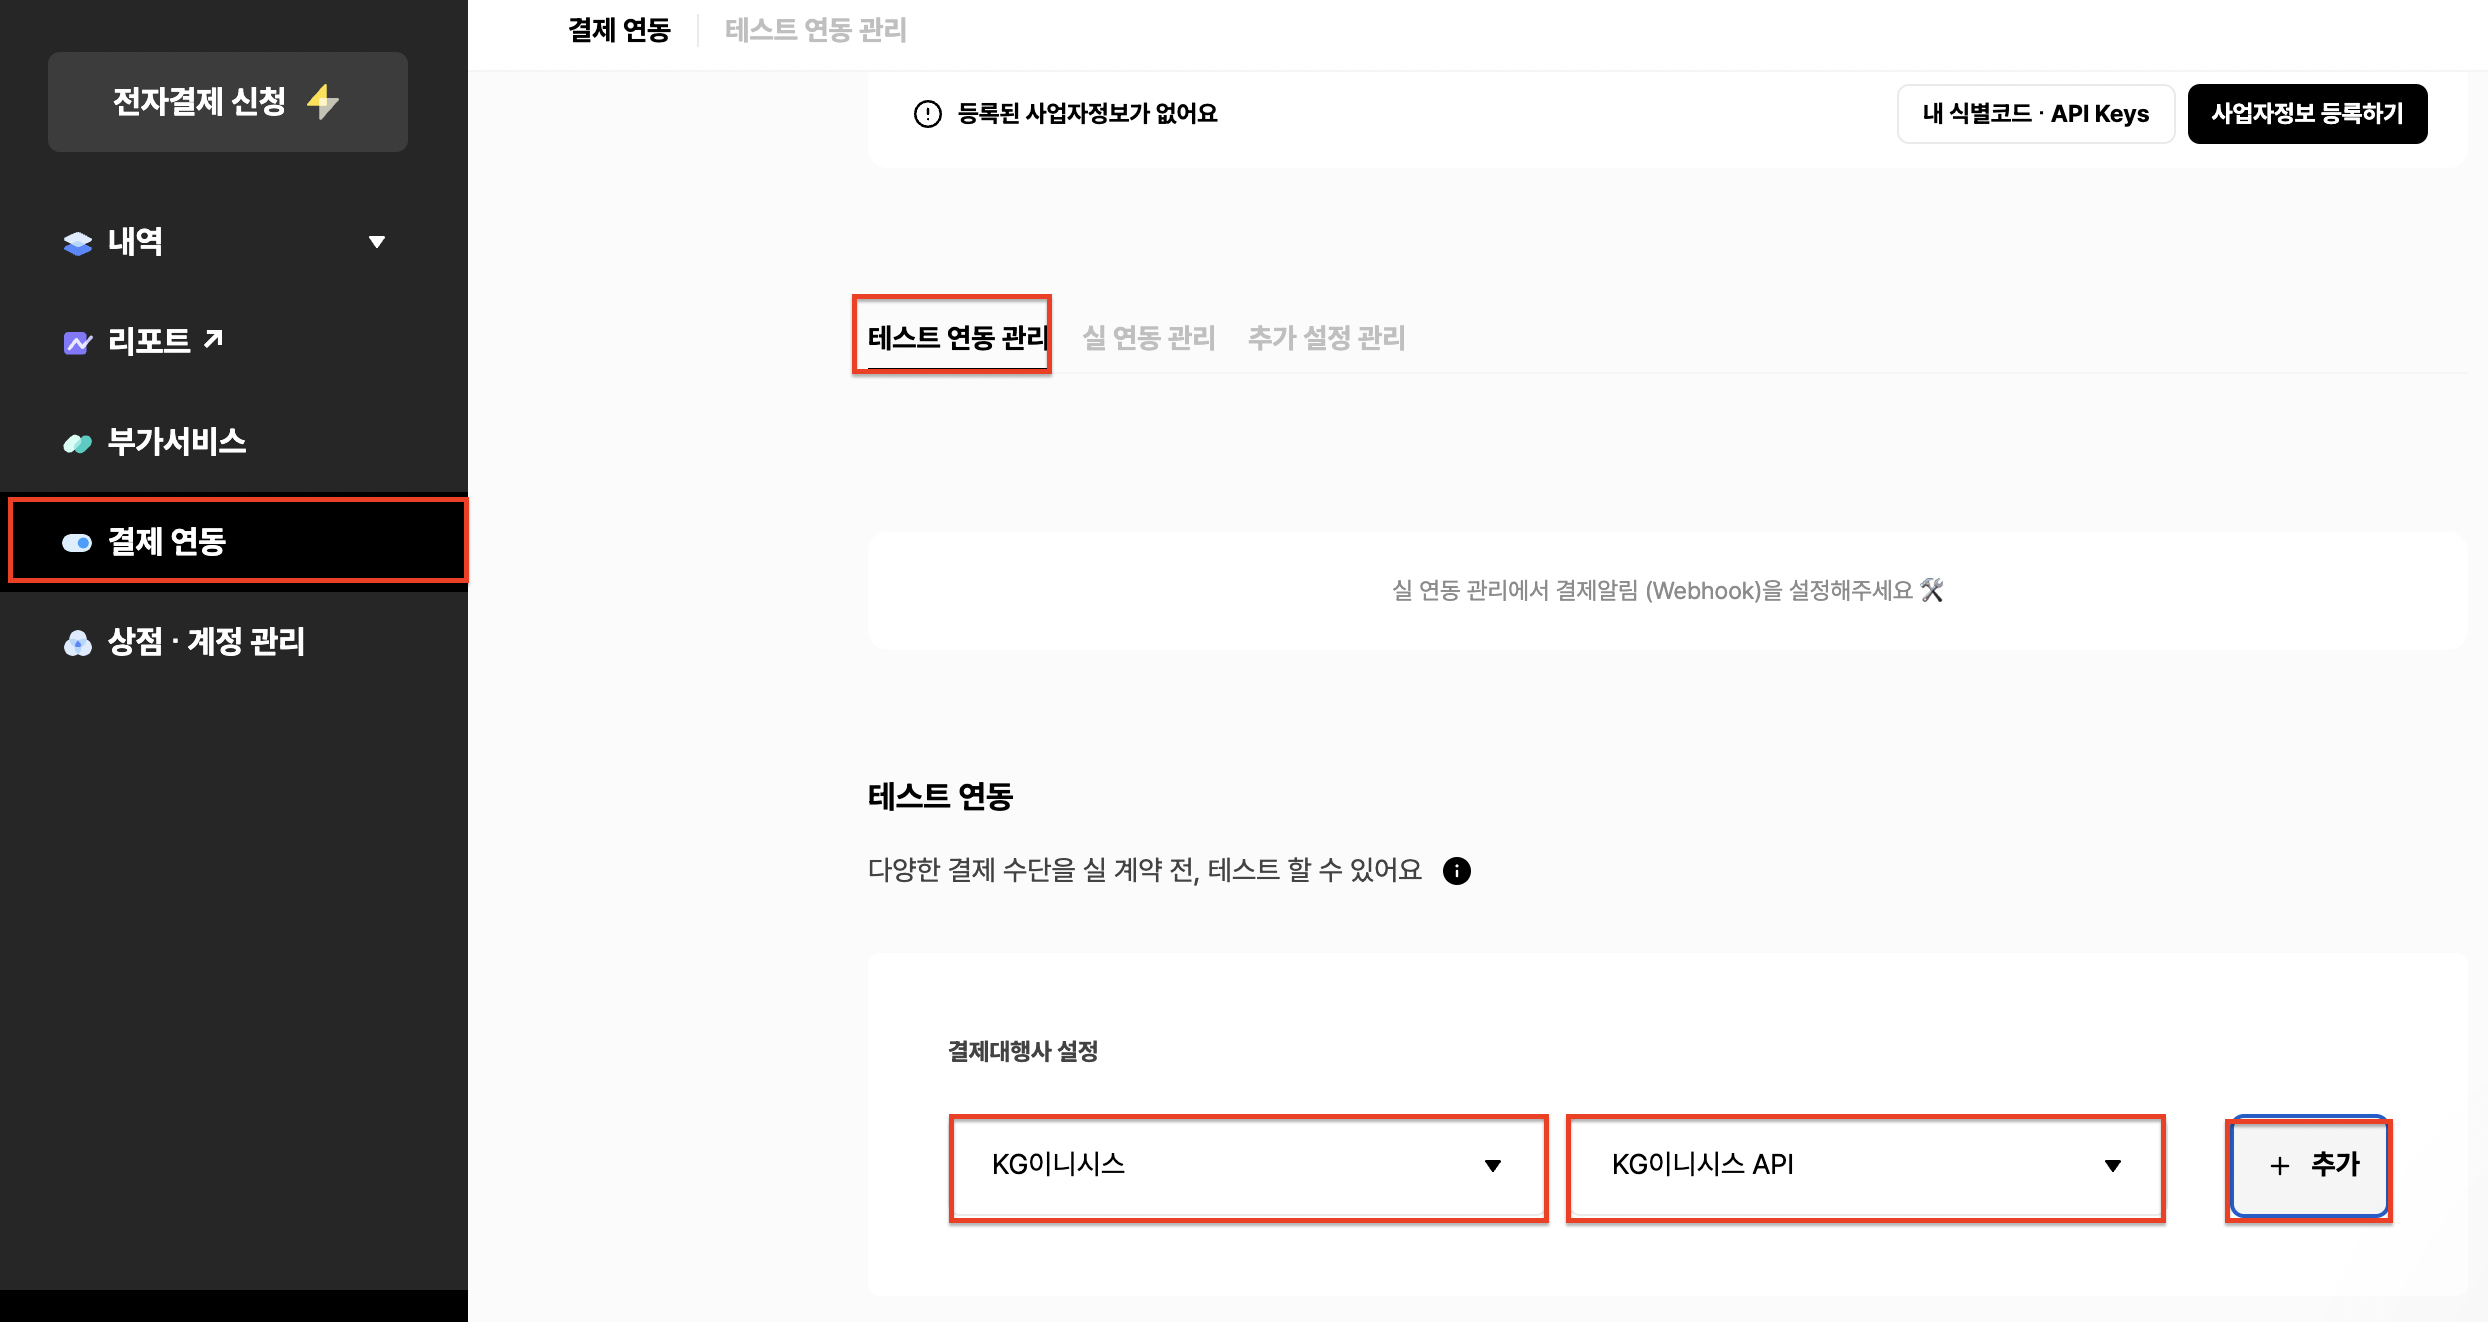 전자결제 신청
내역
리포트
부가서비스
결제 연동
상점 · 계정 관리
결제 연동
테스트 연동 관리
등록된 사업자정보가 없어요
내 식별코드 · API Keys
사업자정보 등록하기
테스트 연동 관리
실 연동 관리
추가 설정 관리
실 연동 관리에서 결제알림 (Webhook)을 설정해주세요 🛠️
테스트 연동
다양한 결제 수단을 실 계약 전, 테스트 할 수 있어요
결제대행사 설정
KG이니시스
KG이니시스 API
+ 추가